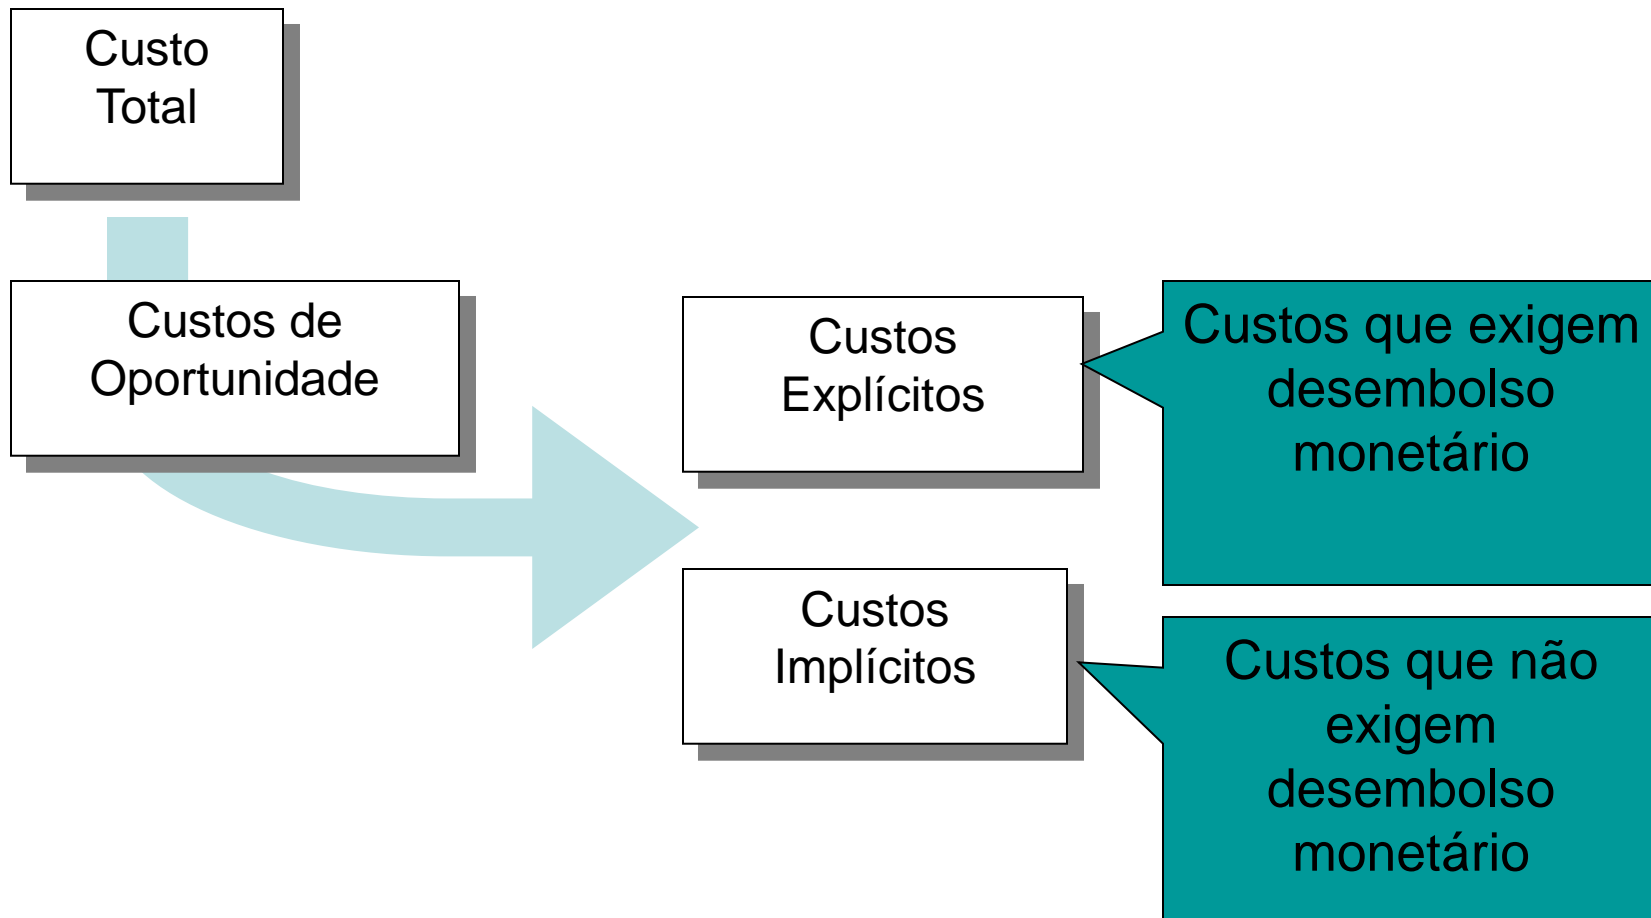 Custo
Total
Custos de
Oportunidade
Custos
Explícitos
Custos que exigem
desembolso
monetário
Custos
Implícitos
Custos que não
exigem
desembolso
monetário